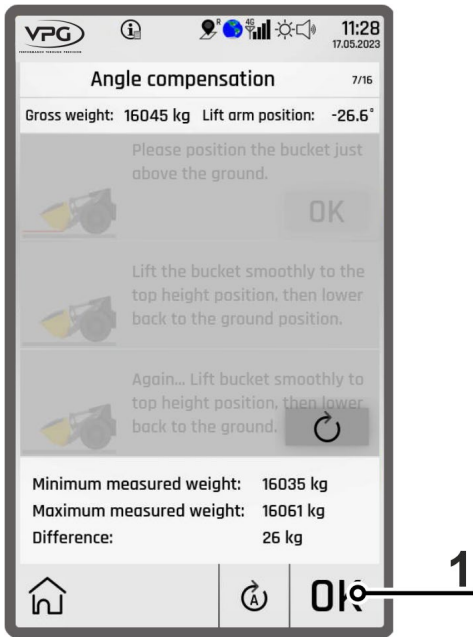 VPG
R 4G 11:28
17.05.2023
Angle compensation 7/16
Gross weight: 16045 kg Lift arm position: -26.6°
Please position the bucket just
above the ground.
OK
Lift the bucket smoothly to the
top height position, then lower
back to the ground position.
Again... Lift bucket smoothly to
top height position, then lower
back to the ground.
Minimum measured weight: 16035 kg
Maximum measured weight: 16061 kg
Difference: 26 kg
A OK
1